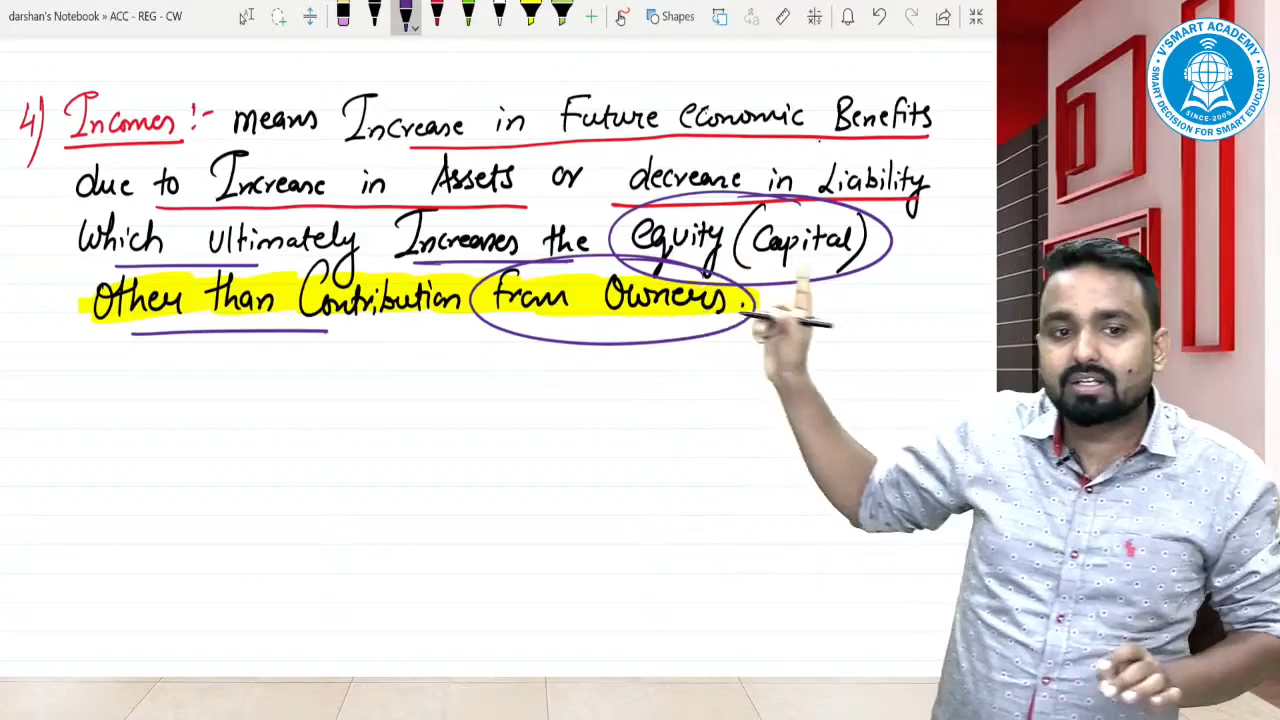 darshan's Notebook » ACC - REG - CW
Shapes
4) Incomes :- means Increase in Future economic Benefits
due to Increase in Assets or decrease in Liability
Which ultimately Increases the equity (Capital)
Other than Contribution from Owners.
V'SMART ACADEMY
SINCE-2005
SMART DECISION FOR SMART EDUCATION